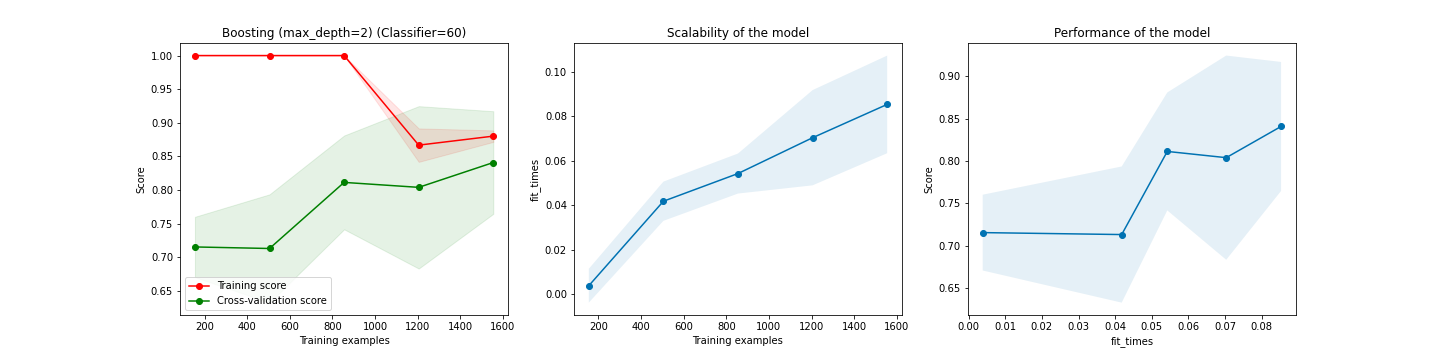 Boosting (max_depth=2) (Classifier=60)
Score
1.00
0.95
0.90
0.85
0.80
0.75
0.70
0.65
Training score
Cross-validation score
200 400 600 800 1000 1200 1400 1600
Training examples
Scalability of the model
fit_times
0.10
0.08
0.06
0.04
0.02
0.00
200 400 600 800 1000 1200 1400 1600
Training examples
Performance of the model
Score
0.90
0.85
0.80
0.75
0.70
0.65
0.00 0.01 0.02 0.03 0.04 0.05 0.06 0.07 0.08
fit_times